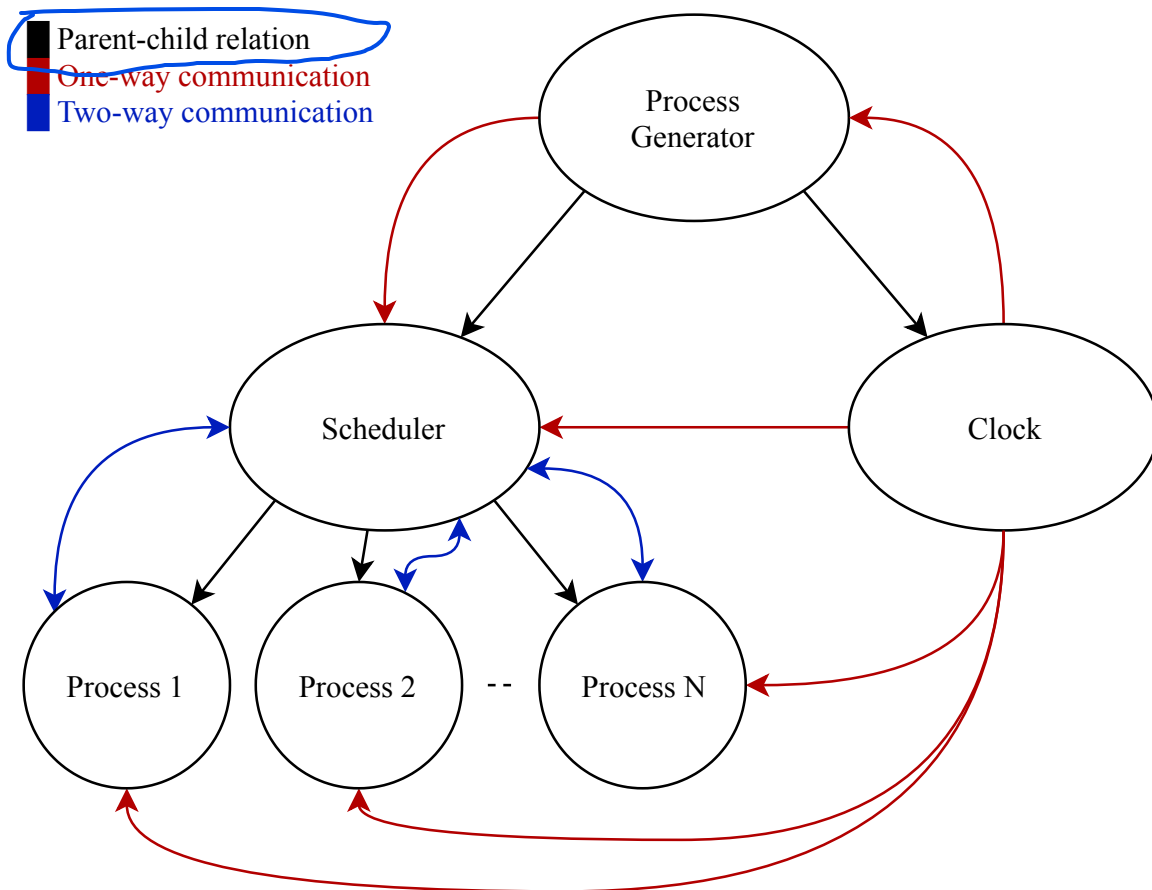 Parent-child relation
One-way communication
Two-way communication
Process
Generator
Scheduler
Clock
Process 1
Process 2
--
Process N